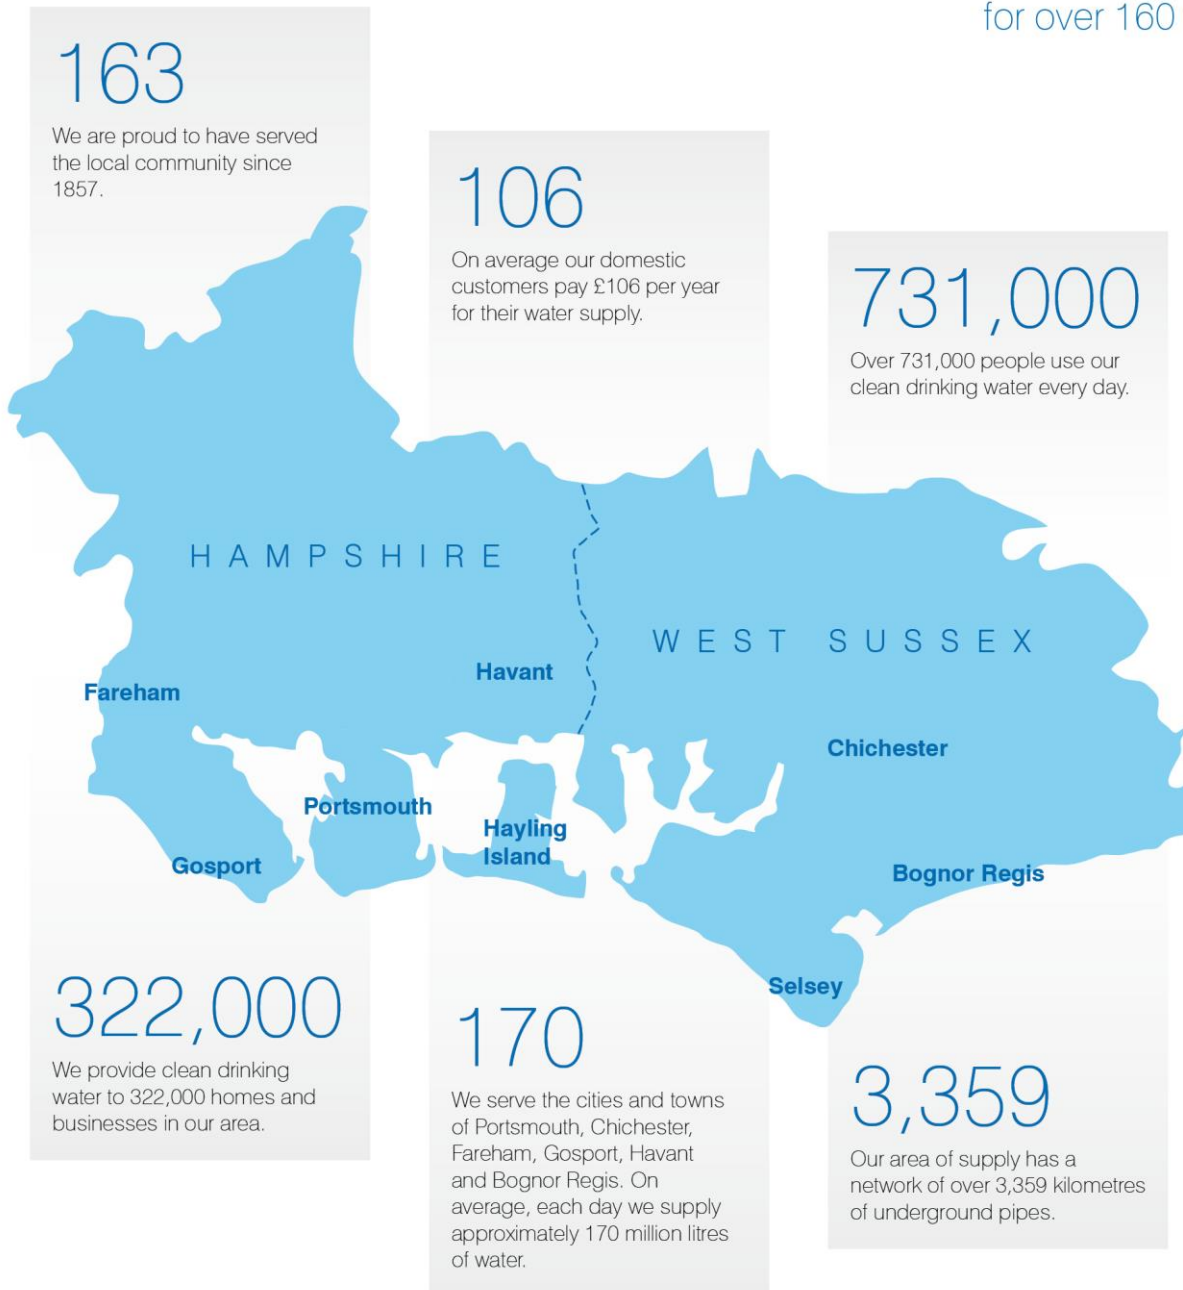 for over 160
163
We are proud to have served
the local community since
1857.
106
On average our domestic
customers pay £106 per year
for their water supply.
731,000
Over 731,000 people use our
clean drinking water every day.
HAMPSHIRE
WEST SUSSEX
Havant
Fareham
Chichester
Portsmouth
Hayling
Island
Gosport
Bognor Regis
Selsey
322,000
We provide clean drinking
water to 322,000 homes and
businesses in our area.
170
We serve the cities and towns
of Portsmouth, Chichester,
Fareham, Gosport, Havant
and Bognor Regis. On
average, each day we supply
approximately 170 million litres
of water.
3,359
Our area of supply has a
network of over 3,359 kilometres
of underground pipes.